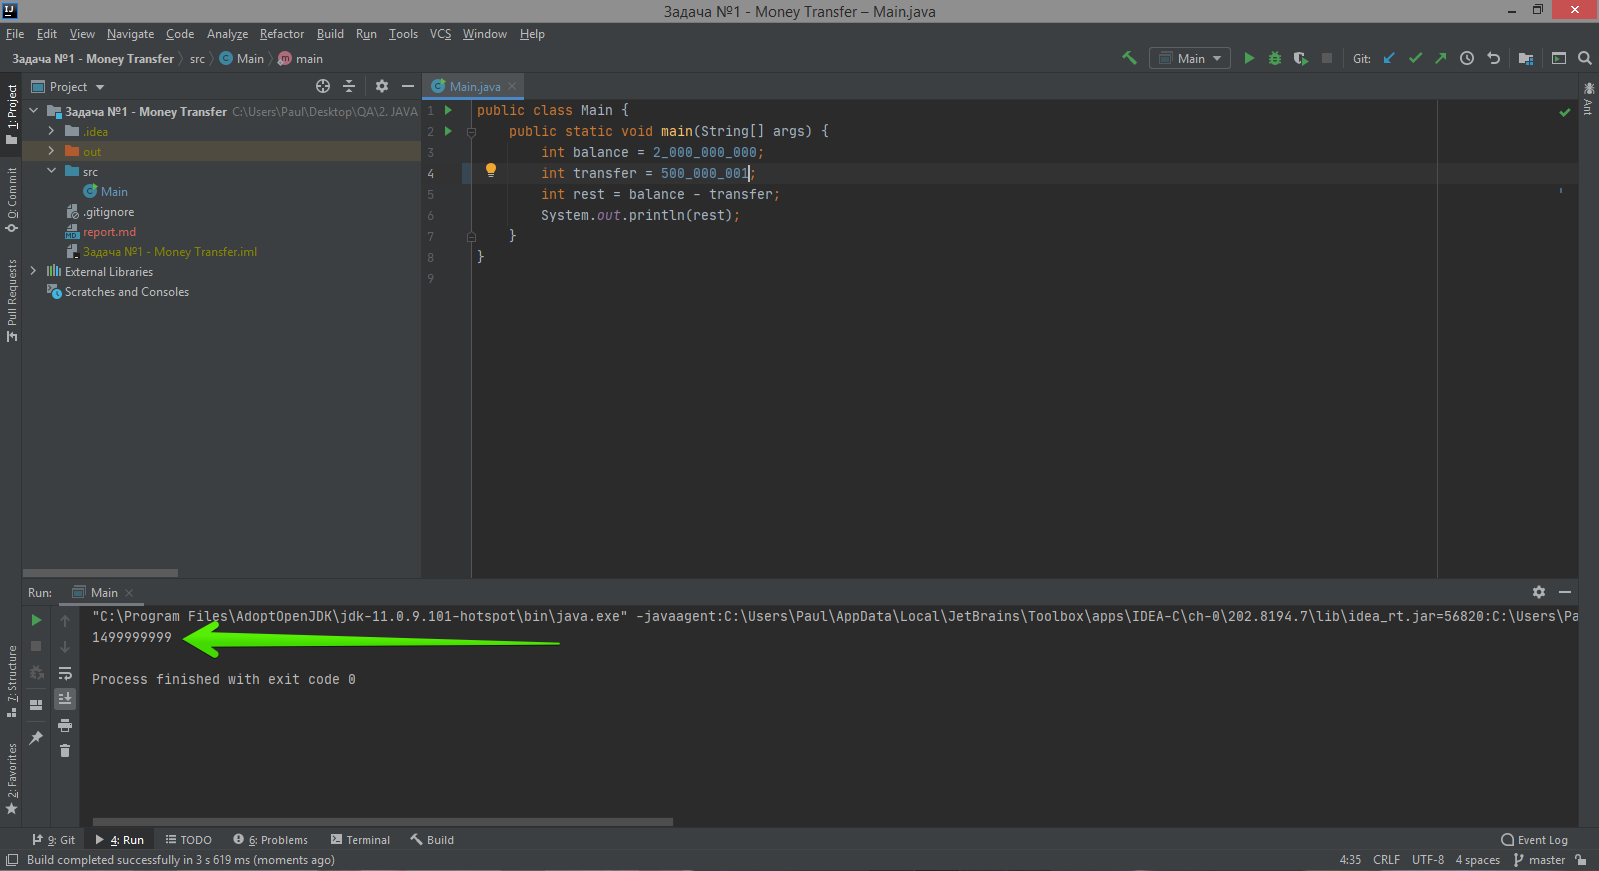 Задача №1 - Money Transfer – Main.java
File Edit View Navigate Code Analyze Refactor Build Run Tools VCS Window Help
Задача №1 - Money Transfer src Main main
Main Git:
Project
Задача №1 - Money Transfer C:\Users\Paul\Desktop\QA\2. JAVA
.idea
out
src
Main
.gitignore
report.md
Задача №1 - Money Transfer.iml
External Libraries
Scratches and Consoles
Main.java
1 public class Main {
2 public static void main(String[] args) {
3 int balance = 2_000_000_000;
4 int transfer = 500_000_001;
5 int rest = balance - transfer;
6 System.out.println(rest);
7 }
8 }
9
1: Project
0: Commit
Pull Requests
7: Structure
2: Favorites
Ant
Run: Main
"C:\Program Files\AdoptOpenJDK\jdk-11.0.9.101-hotspot\bin\java.exe" -javaagent:C:\Users\Paul\AppData\Local\JetBrains\Toolbox\apps\IDEA-C\ch-0\202.8194.7\lib\idea_rt.jar=56820:C:\Users\Pa
1499999999
Process finished with exit code 0
9: Git 4: Run TODO 6: Problems Terminal Build Event Log
Build completed successfully in 3 s 619 ms (moments ago) 4:35 CRLF UTF-8 4 spaces master